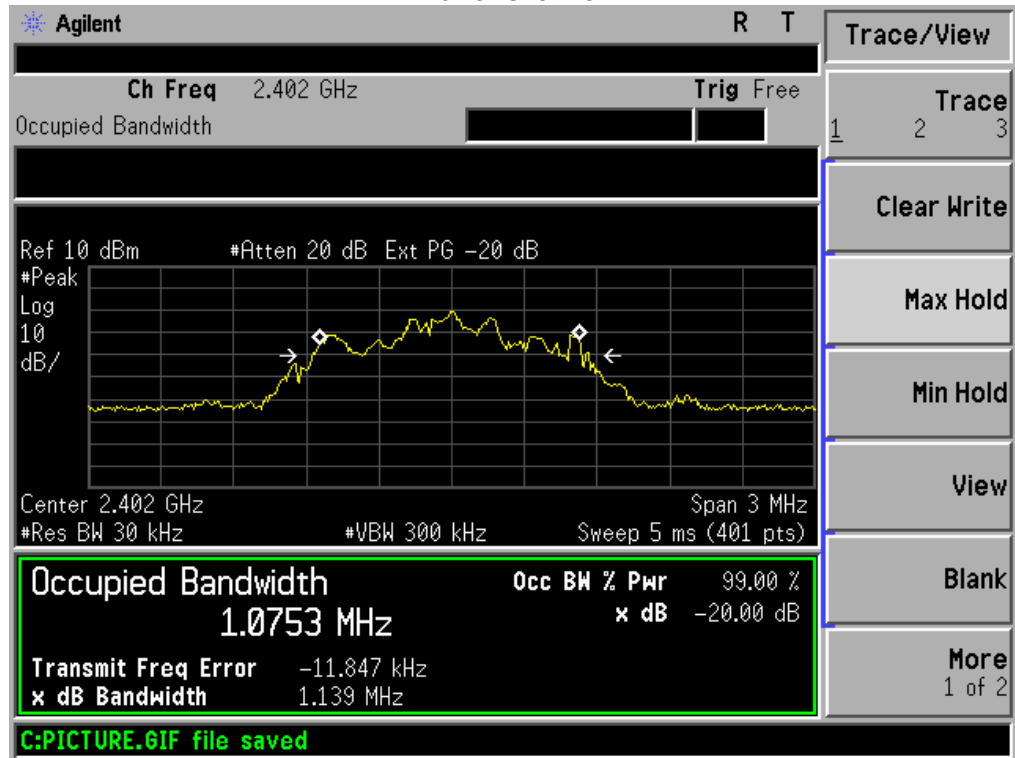 Agilent
R T
Trace/View
Ch Freq 2.402 GHz
Trig Free
Occupied Bandwidth
Trace
1 2 3
Clear Write
Max Hold
Min Hold
View
Blank
More
1 of 2
Ref 10 dBm #Atten 20 dB Ext PG -20 dB
#Peak
Log
10
dB/
Center 2.402 GHz Span 3 MHz
#Res BW 30 kHz #VBW 300 kHz Sweep 5 ms (401 pts)
Occupied Bandwidth
1.0753 MHz
Occ BW % Pwr 99.00 %
x dB -20.00 dB
Transmit Freq Error -11.847 kHz
x dB Bandwidth 1.139 MHz
C:PICTURE.GIF file saved